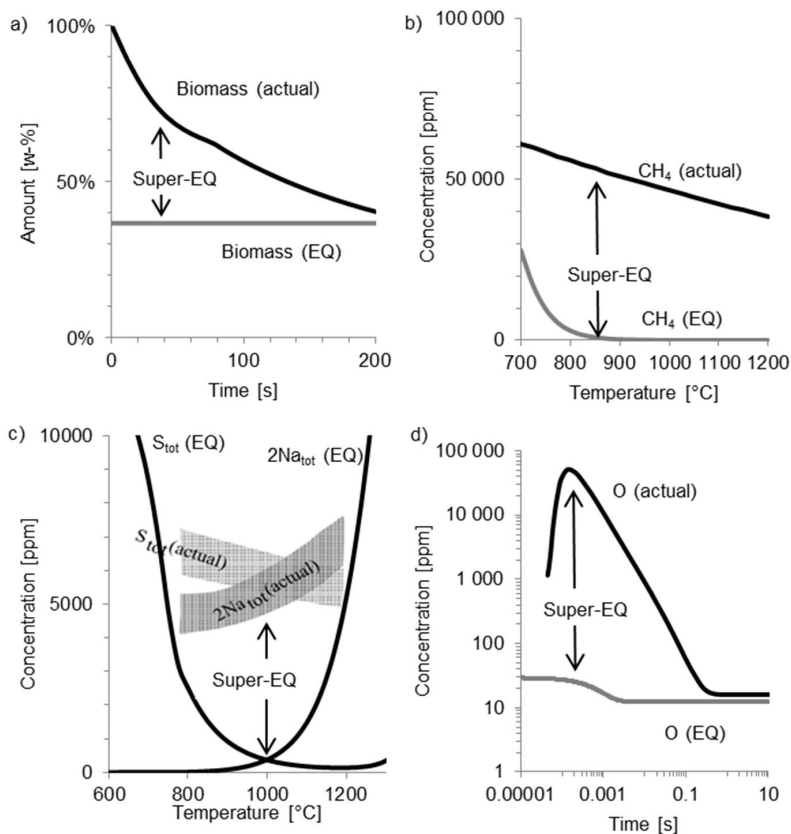 a)
100%
50%
0%
Amount [w-%]
Biomass (actual)
Super-EQ
Biomass (EQ)
0
100
200
Time [s]
b)
100 000
50 000
0
Concentration [ppm]
CH₄ (actual)
Super-EQ
CH₄ (EQ)
700
800
900
1000
1100
1200
Temperature [°C]
c)
10000
5000
0
Concentration [ppm]
S_tot (EQ)
2Na_tot (EQ)
S_tot (actual)
2Na_tot (actual)
Super-EQ
600
800
1000
1200
Temperature [°C]
d)
100 000
10 000
1 000
100
10
1
Concentration [ppm]
O (actual)
Super-EQ
O (EQ)
0.00001
0.001
0.1
10
Time [s]